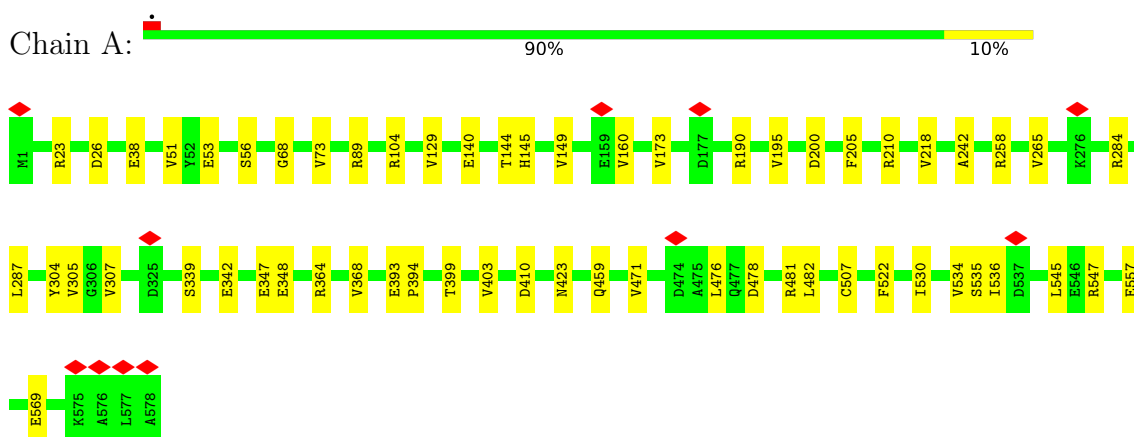 Chain A:
90% 10%
M1 R23 D26 E38 V51 Y52 E53 S56 G68 V73 R89 R104 V129 E140 T144 H145 V149 E159 V160 V173 D177 R190 V195 D200 F205 R210 V218 A242 R258 V265 K276 R284
L287 Y304 V305 G306 V307 D325 S339 E342 E347 E348 R364 V368 E393 P394 T399 V403 D410 N423 Q459 V471 D474 A475 L476 Q477 D478 R481 L482 C507 F522 I530 V534 S535 I536 D537 L545 E546 R547 E557
E569 K575 A576 L577 A578